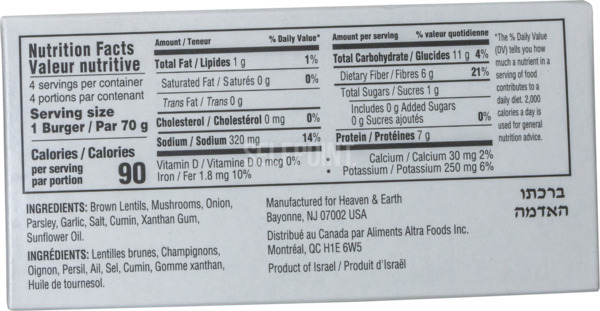 Nutrition Facts
Valeur nutritive
4 servings per container
4 portions par contenant
Serving size
1 Burger / Par 70 g
Calories / Calories
per serving
par portion
90
Amount / Teneur % Daily Value*
Total Fat / Lipides 1 g 1%
Saturated Fat / Saturés 0 g 0%
Trans Fat / Trans 0 g
Cholesterol / Cholestérol 0 mg 0%
Sodium / Sodium 320 mg 14%
Vitamin D / Vitamine D 0 mcg 0%
Iron / Fer 1.8 mg 10%
Amount per serving % valeur quotidienne
Total Carbohydrate / Glucides 11 g 4%
Dietary Fiber / Fibres 6 g 21%
Total Sugars / Sucres 1 g
Includes 0 g Added Sugars
0 g Sucres ajoutés 0%
Protein / Protéines 7 g
• Calcium / Calcium 30 mg 2%
• Potassium / Potassium 250 mg 6%
*The % Daily Value
(DV) tells you how
much a nutrient in a
serving of food
contributes to a
daily diet. 2,000
calories a day is
used for general
nutrition advice.
INGREDIENTS: Brown Lentils, Mushrooms, Onion,
Parsley, Garlic, Salt, Cumin, Xanthan Gum,
Sunflower Oil.
INGRÉDIENTS: Lentilles brunes, Champignons,
Oignon, Persil, Ail, Sel, Cumin, Gomme xanthan,
Huile de tournesol.
Manufactured for Heaven & Earth
Bayonne, NJ 07002 USA
Distribué au Canada par Aliments Altra Foods Inc.
Montréal, QC H1E 6W5
Product of Israel / Produit d'Israël
ברכתו
האדמה